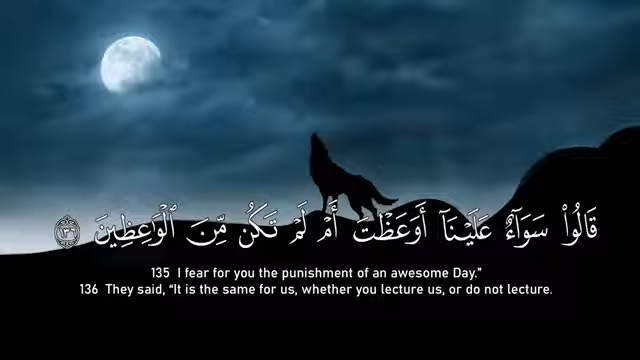 قَالُوا۟ سَوَآءٌ عَلَيْنَآ أَوَعَظْتَ أَمْ لَمْ تَكُن مِّنَ ٱلْوَٰعِظِينَ ١٣٦
135 I fear for you the punishment of an awesome Day.”
136 They said, “It is the same for us, whether you lecture us, or do not lecture.